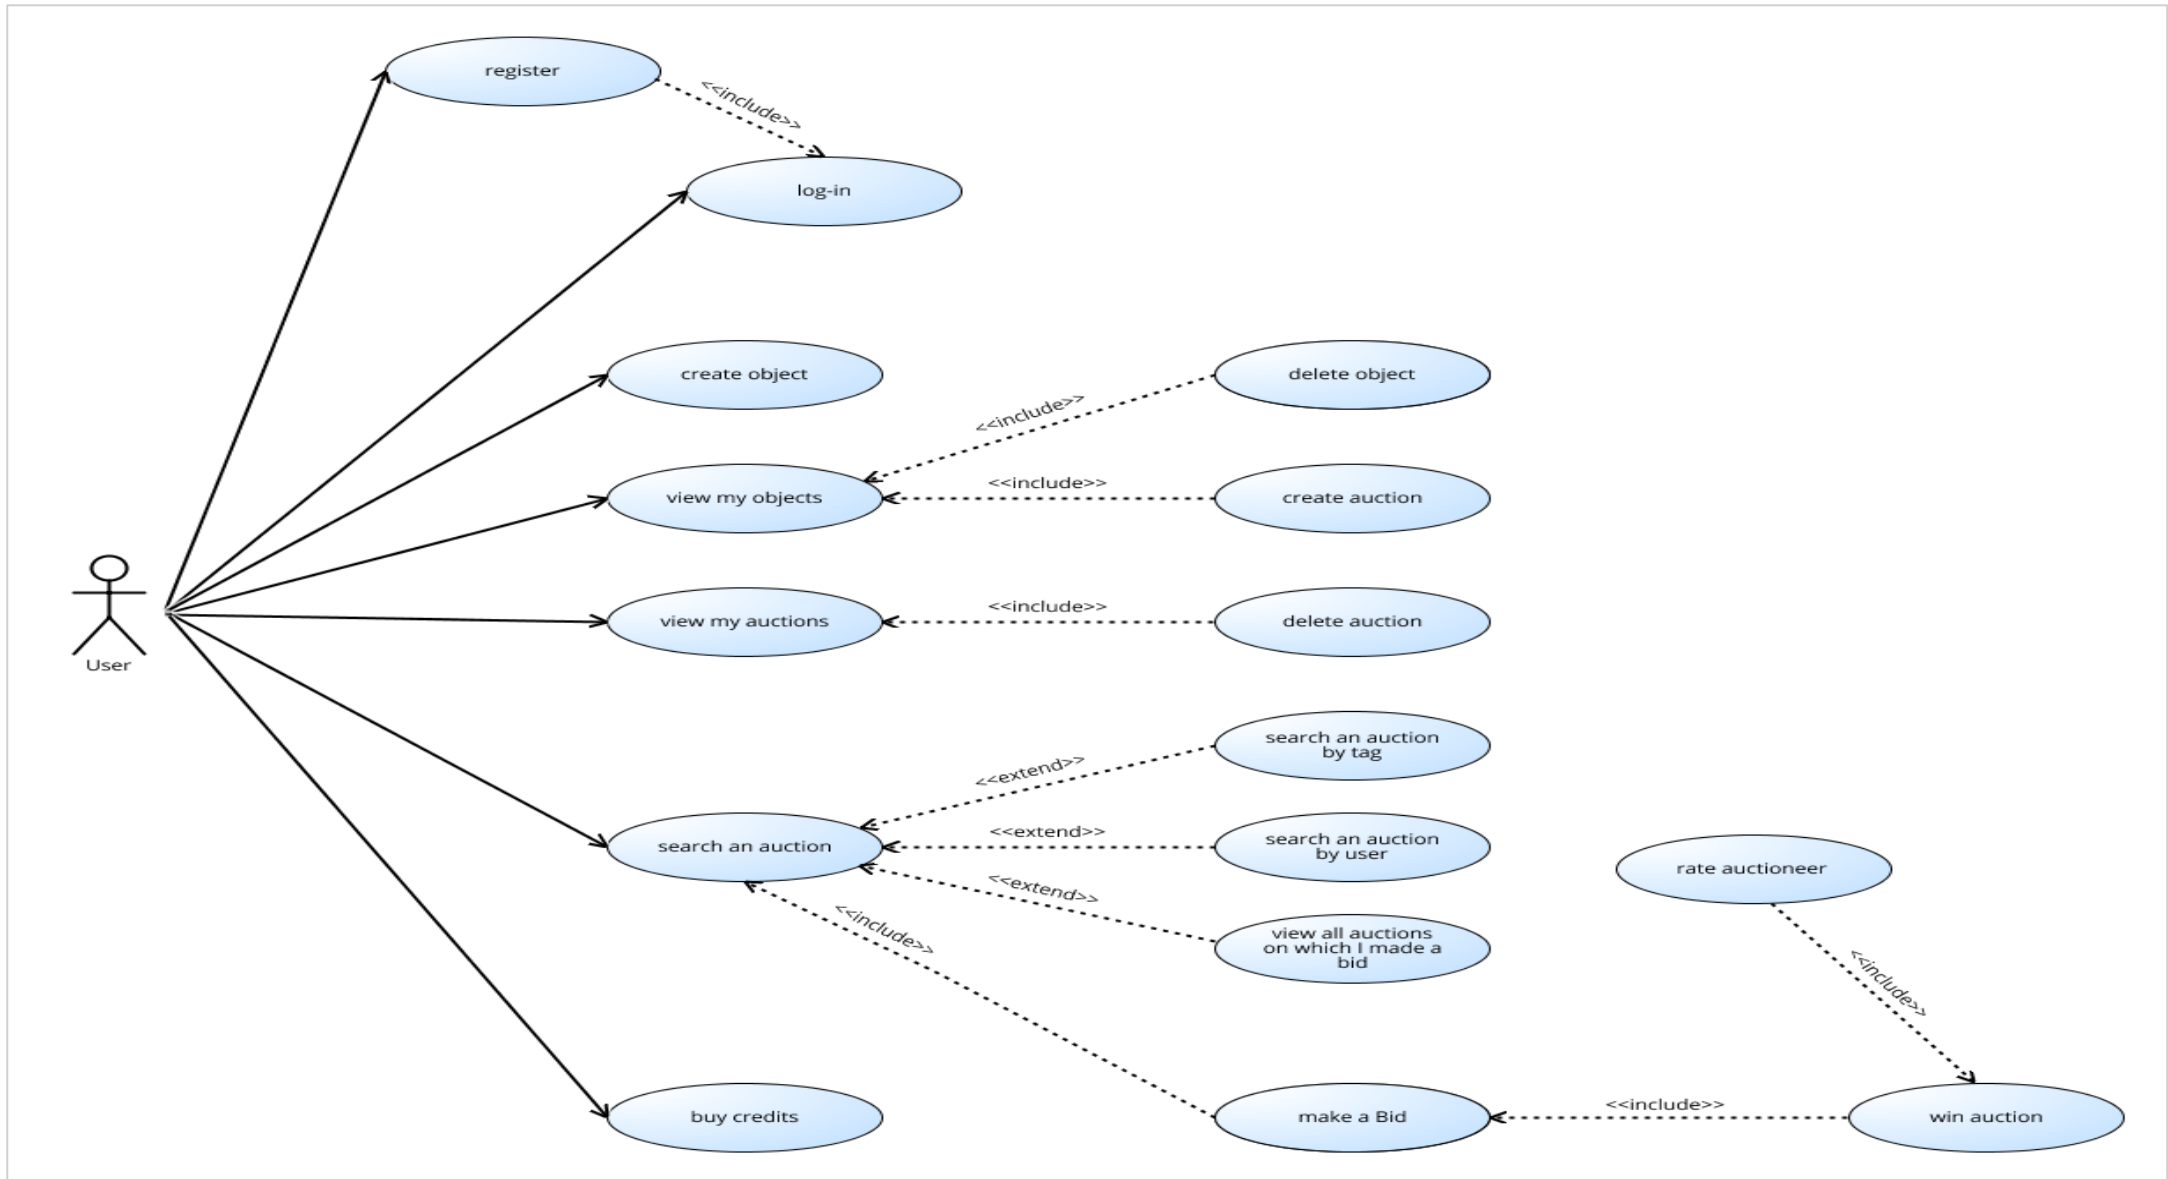 register
<<include>>
log-in
create object
delete object
<<include>>
view my objects
<<include>>
create auction
User
view my auctions
<<include>>
delete auction
search an auction
by tag
<<extend>>
search an auction
<<extend>>
search an auction
by user
<<extend>>
view all auctions
on which I made a
bid
<<include>>
rate auctioneer
<<include>>
buy credits
make a Bid
<<include>>
win auction